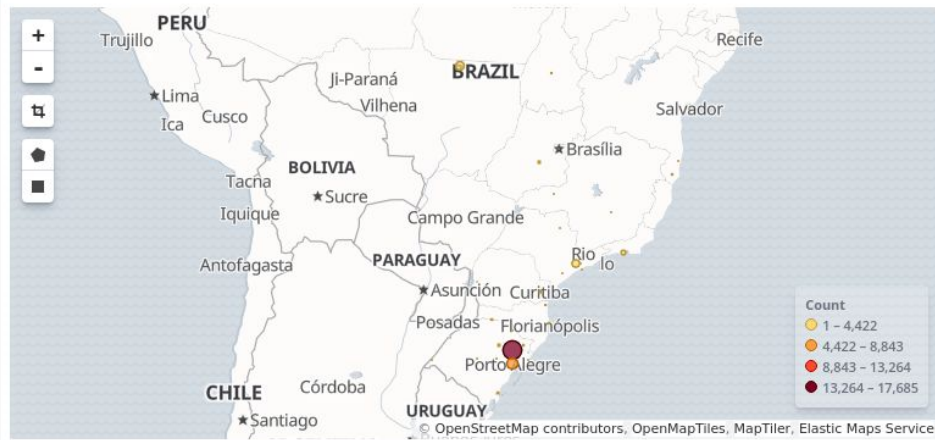 +
PERU
Trujillo
Recife
-
BRAZIL
Ji-Paraná
Lima
Vilhena
Salvador
Cusco
Ica
Brasília
BOLIVIA
Tacna
Sucre
Iquique
Campo Grande
Rio
lo
PARAGUAY
Antofagasta
Asunción
Curitiba
Count
Posadas
Florianópolis
1 – 4,422
4,422 – 8,843
Porto Alegre
8,843 – 13,264
CHILE
Córdoba
13,264 – 17,685
URUGUAY
Santiago
© OpenStreetMap contributors, OpenMapTiles, MapTiler, Elastic Maps Service